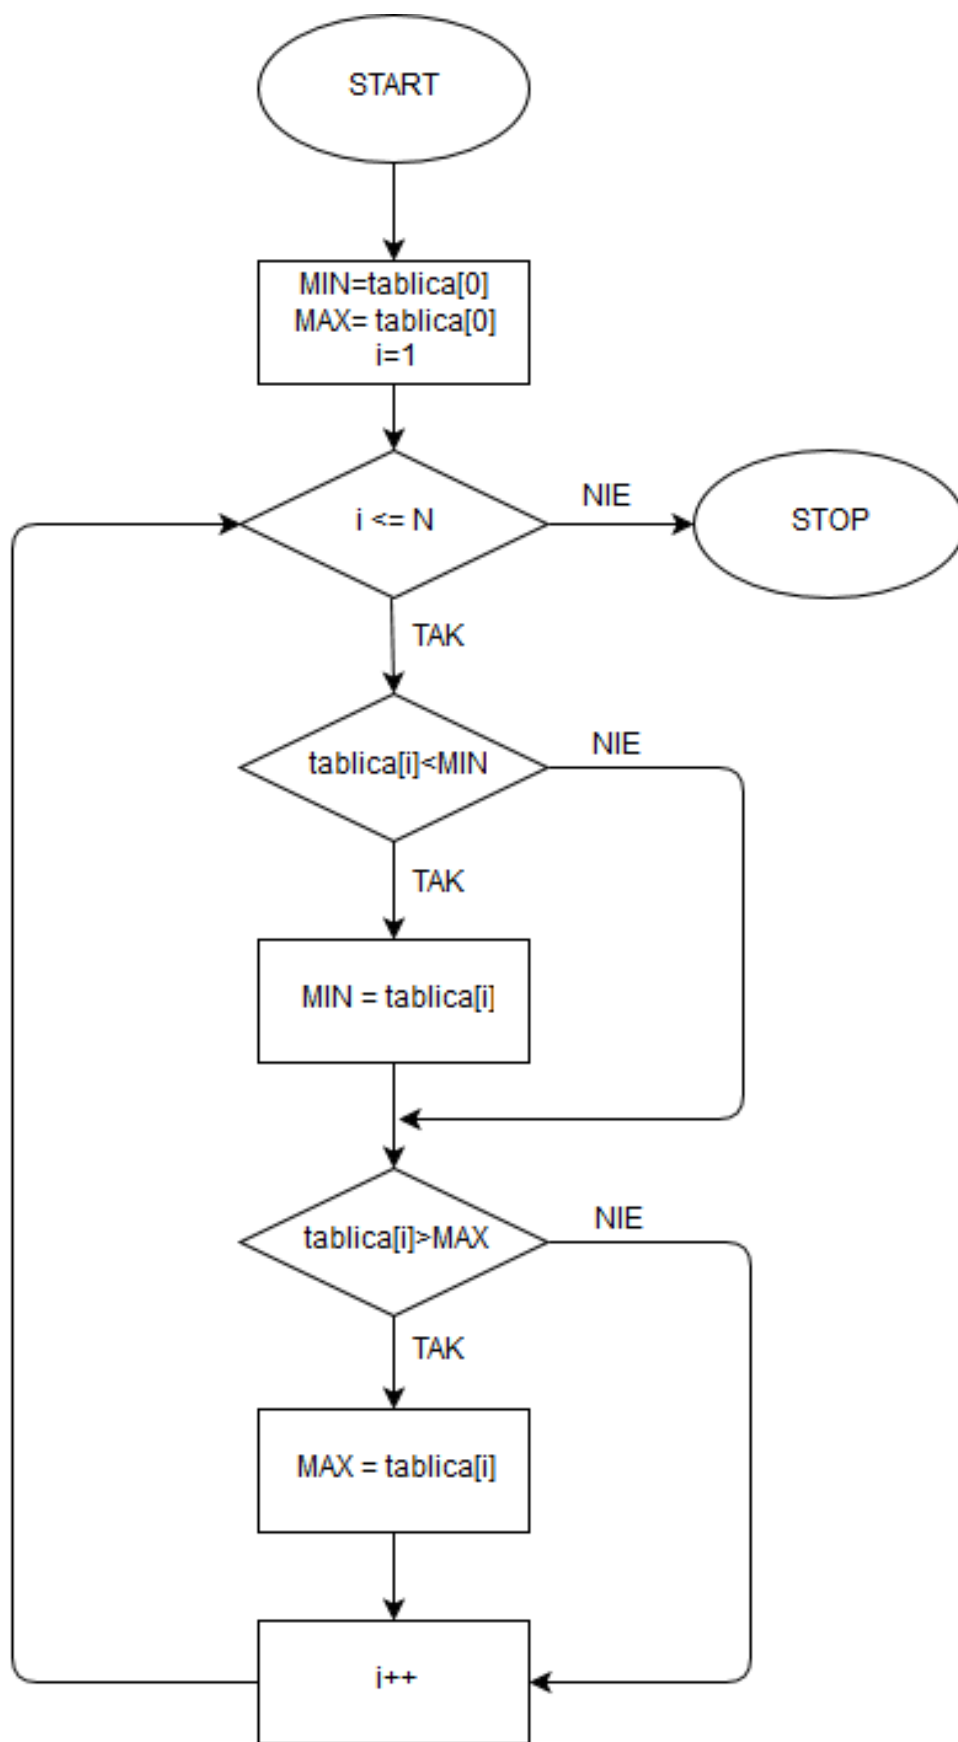 START
MIN=tablica[0]
MAX= tablica[0]
i=1
i <= N
NIE
STOP
TAK
tablica[i]<MIN
NIE
TAK
MIN = tablica[i]
tablica[i]>MAX
NIE
TAK
MAX = tablica[i]
i++